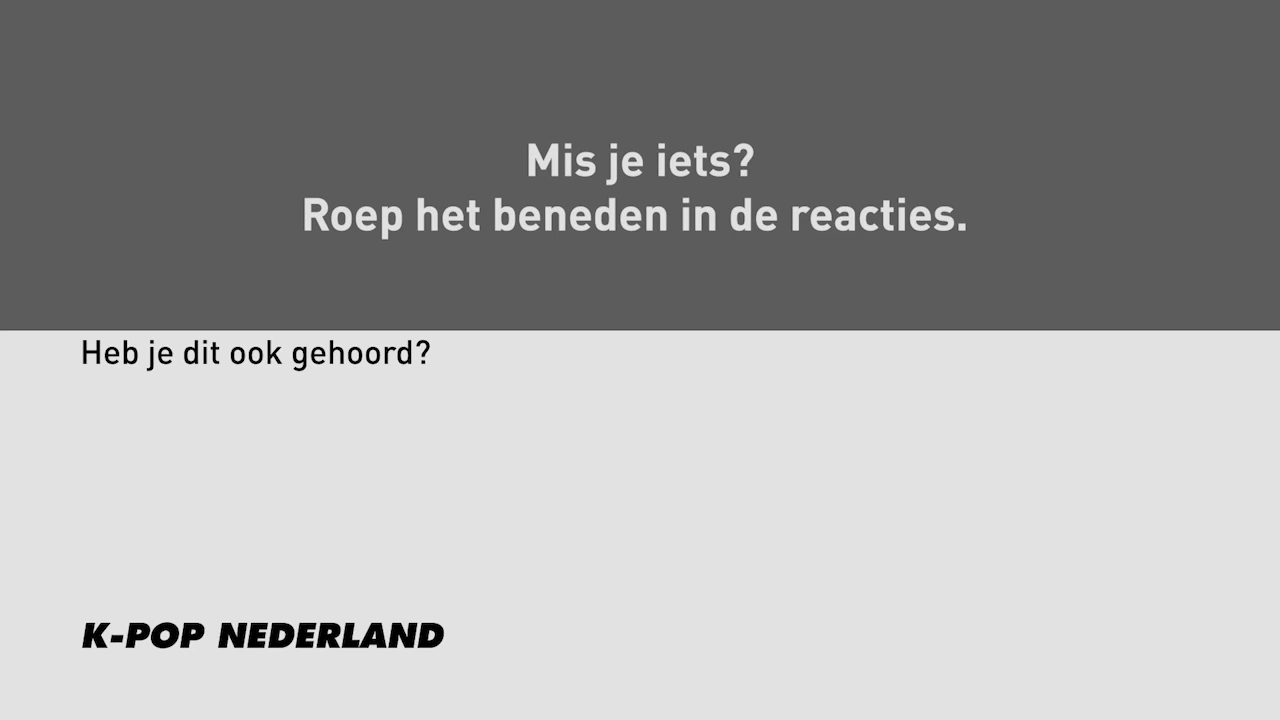 Mis je iets?
Roep het beneden in de reacties.
Heb je dit ook gehoord?
K-POP NEDERLAND